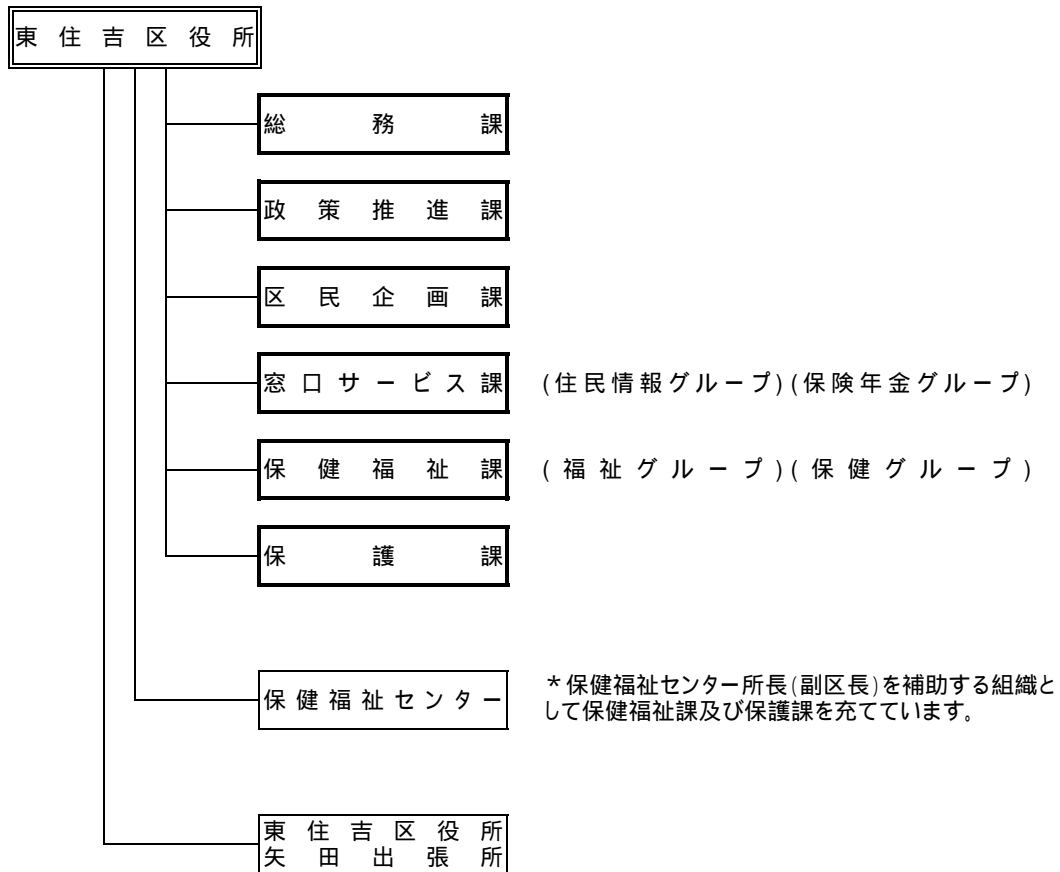 東住吉区役所
総務課
政策推進課
区民企画課
窓口サービス課 (住民情報グループ)(保険年金グループ)
保健福祉課 (福祉グループ)(保健グループ)
保護課
保健福祉センター
*保健福祉センター所長(副区長)を補助する組織と
して保健福祉課及び保護課を充てています。
東住吉区役所
矢田出張所